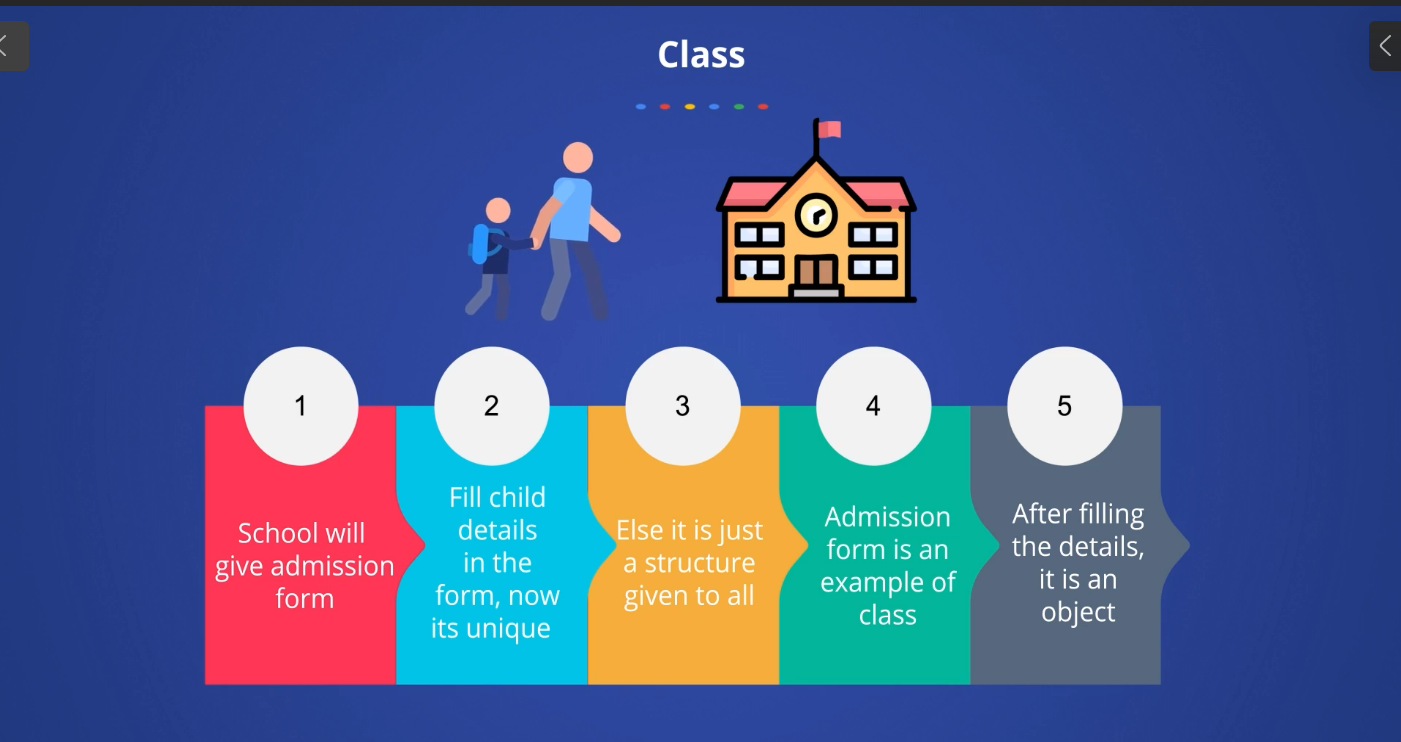 Class
1
School will
give admission
form
2
Fill child
details
in the
form, now
its unique
3
Else it is just
a structure
given to all
4
Admission
form is an
example of
class
5
After filling
the details,
it is an
object